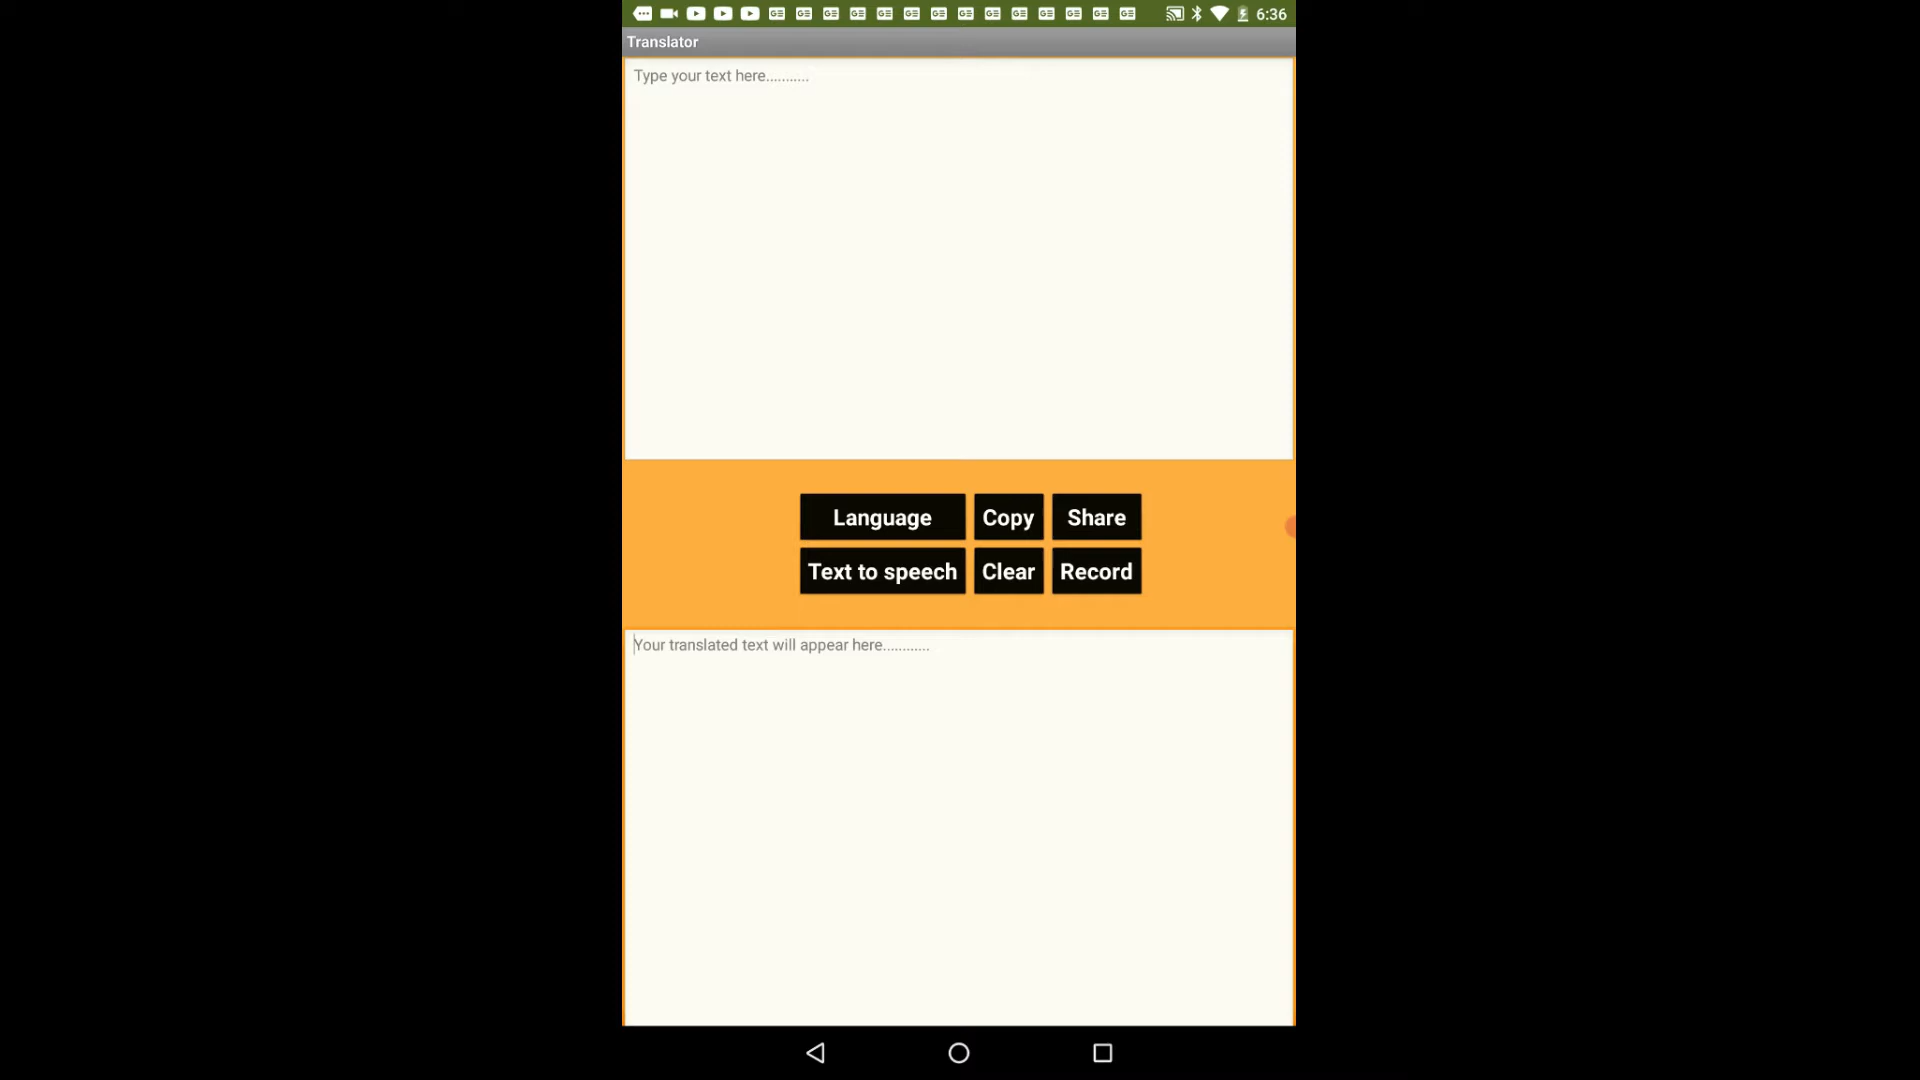 6:36
Translator
Type your text here...........
Language Copy Share
Text to speech Clear Record
Your translated text will appear here............